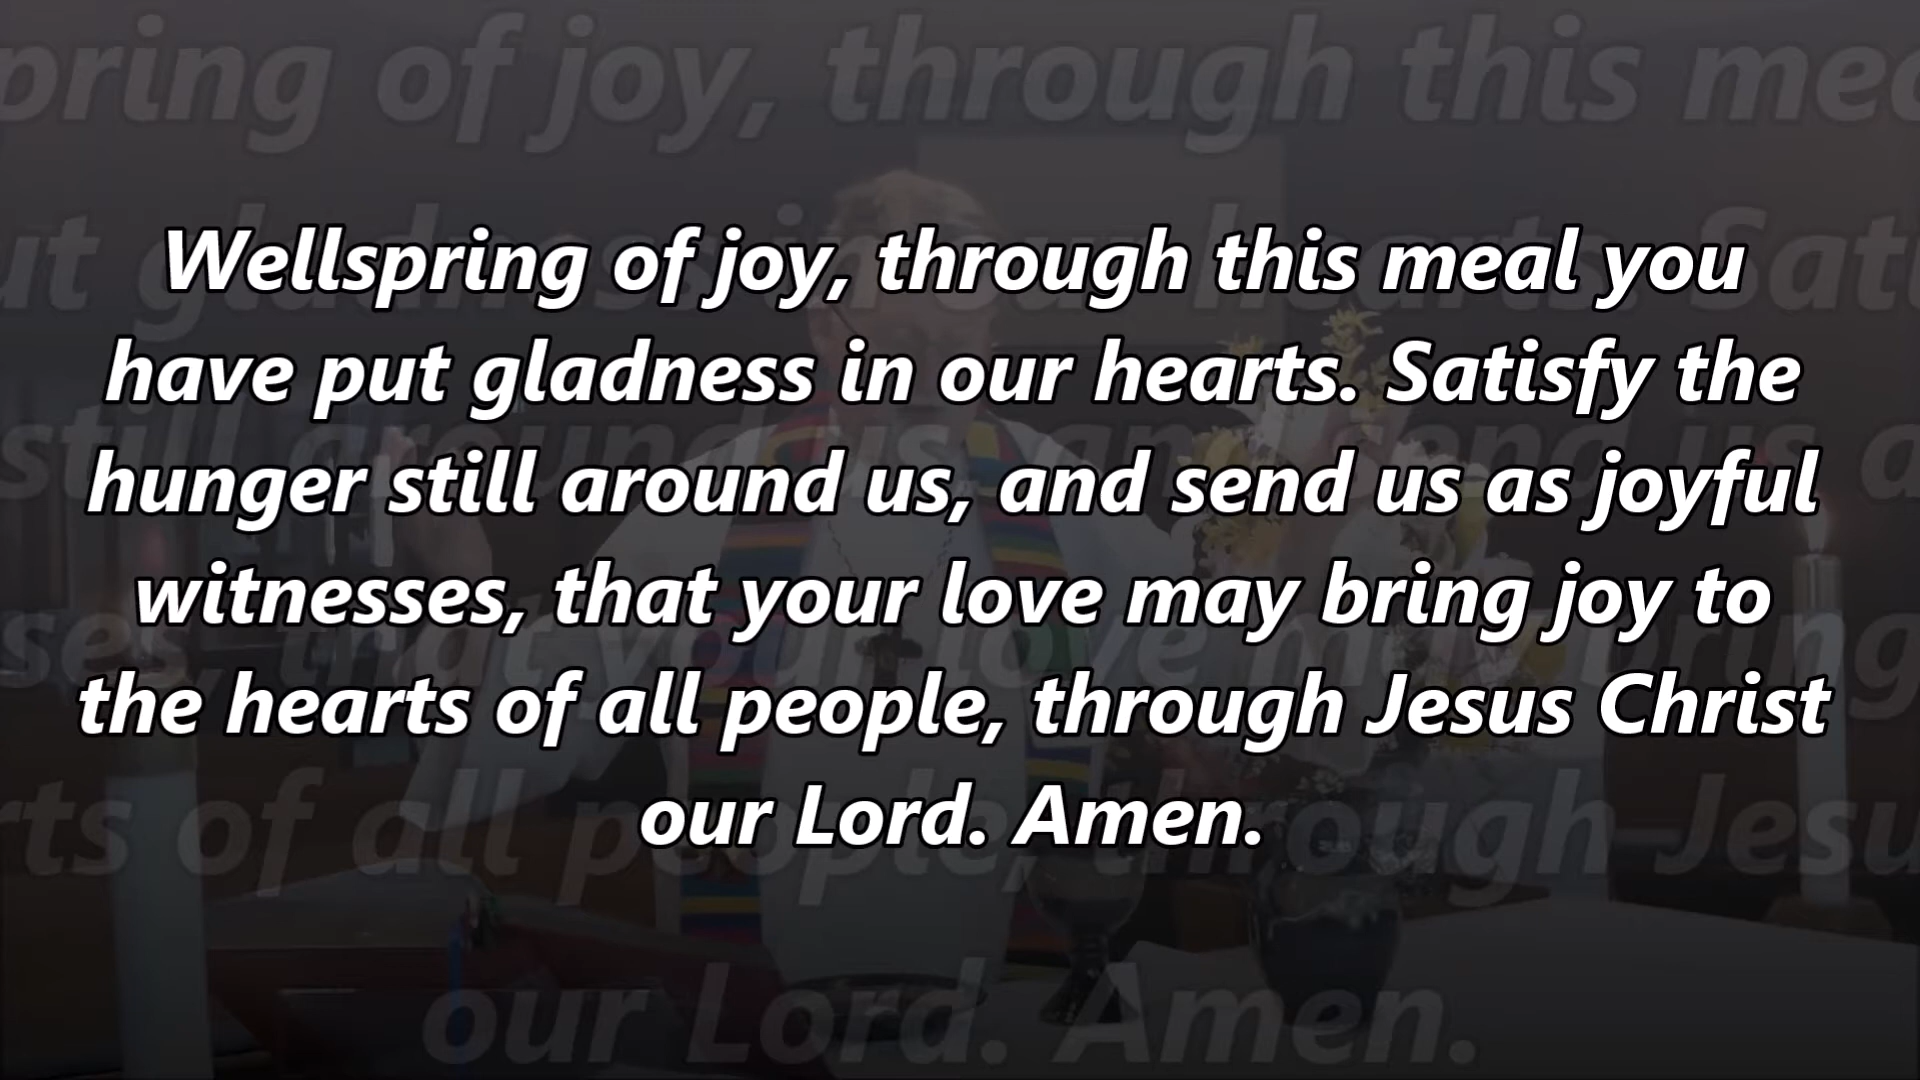 Wellspring of joy, through this meal you
have put gladness in our hearts. Satisfy the
hunger still around us, and send us as joyful
witnesses, that your love may bring joy to
the hearts of all people, through Jesus Christ
our Lord. Amen.